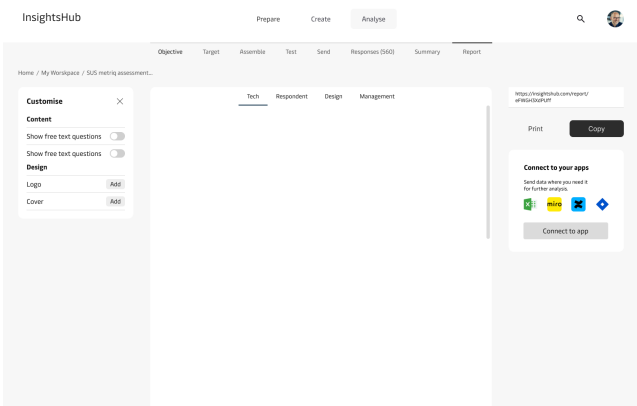 InsightsHub
Prepare
Create
Analyse
Objective
Target
Assemble
Test
Send
Responses (560)
Summary
Report
Home / My Worskpace / SUS metriq assessment...
Customise
Content
Show free text questions
Show free text questions
Design
Logo
Add
Cover
Add
Tech
Respondent
Design
Management
https://insightshub.com/report/
Print
Copy
Connect to your apps
Send data where you need it
for further analysis.
miro
Connect to app